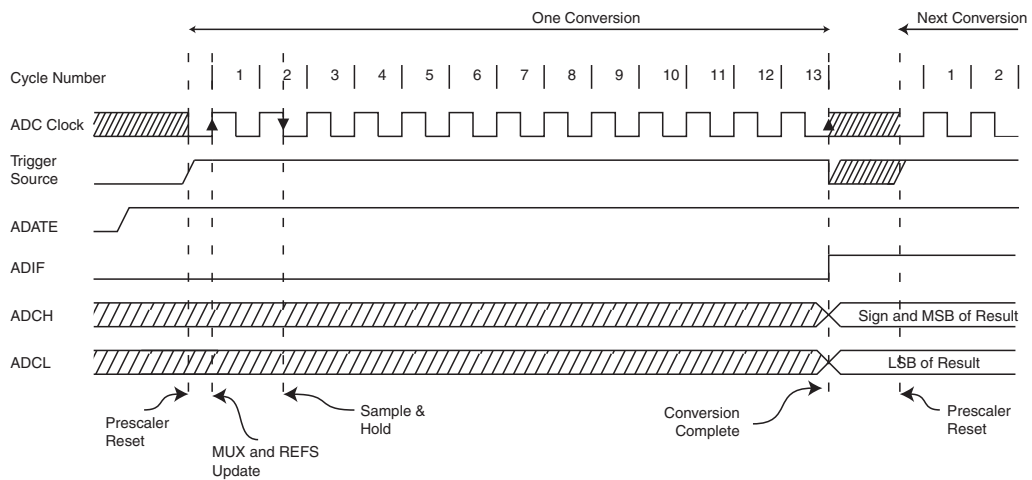 One Conversion
Next Conversion
Cycle Number
1 2 3 4 5 6 7 8 9 10 11 12 13 1 2
ADC Clock
Trigger
Source
ADATE
ADIF
ADCH
Sign and MSB of Result
ADCL
LSB of Result
Prescaler
Reset
MUX and REFS
Update
Sample &
Hold
Conversion
Complete
Prescaler
Reset